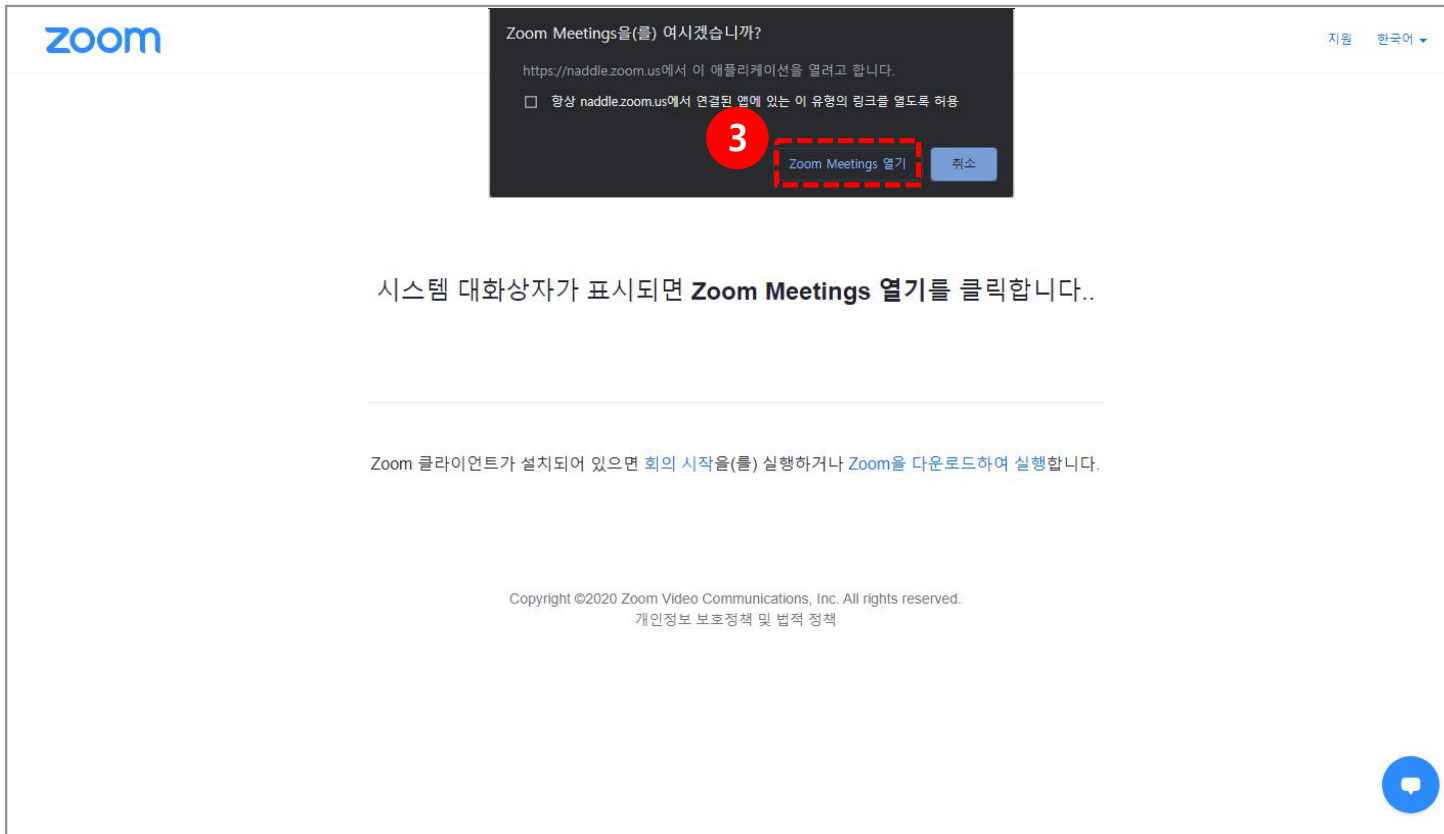 zoom
지원 한국어
Zoom Meetings을(를) 여시겠습니까?
https://naddle.zoom.us에서 이 애플리케이션을 열려고 합니다.
항상 naddle.zoom.us에서 연결된 앱에 있는 이 유형의 링크를 열도록 허용
3
Zoom Meetings 열기 취소
시스템 대화상자가 표시되면 Zoom Meetings 열기를 클릭합니다..
Zoom 클라이언트가 설치되어 있으면 회의 시작을(를) 실행하거나 Zoom을 다운로드하여 실행합니다.
Copyright ©2020 Zoom Video Communications, Inc. All rights reserved.
개인정보 보호정책 및 법적 정책